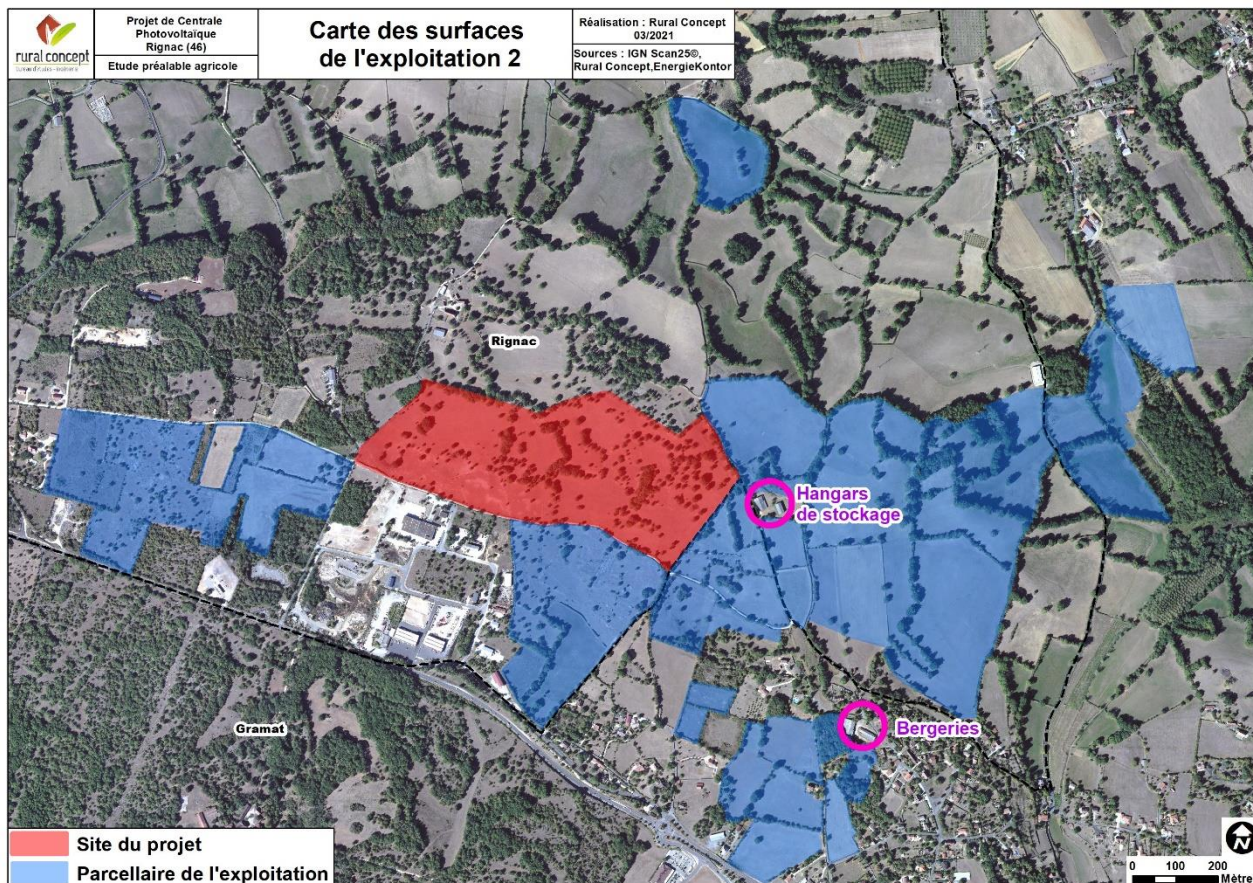 rural concept
Projet de Centrale
Photovoltaïque
Rignac (46)
Etude préalable agricole
Carte des surfaces
de l'exploitation 2
Réalisation : Rural Concept
03/2021
Sources : IGN Scan25©,
Rural Concept,EnergieKontor
Rignac
Hangars
de stockage
Bergeries
Gramat
Site du projet
Parcellaire de l'exploitation
N
0 100 200
Mètre